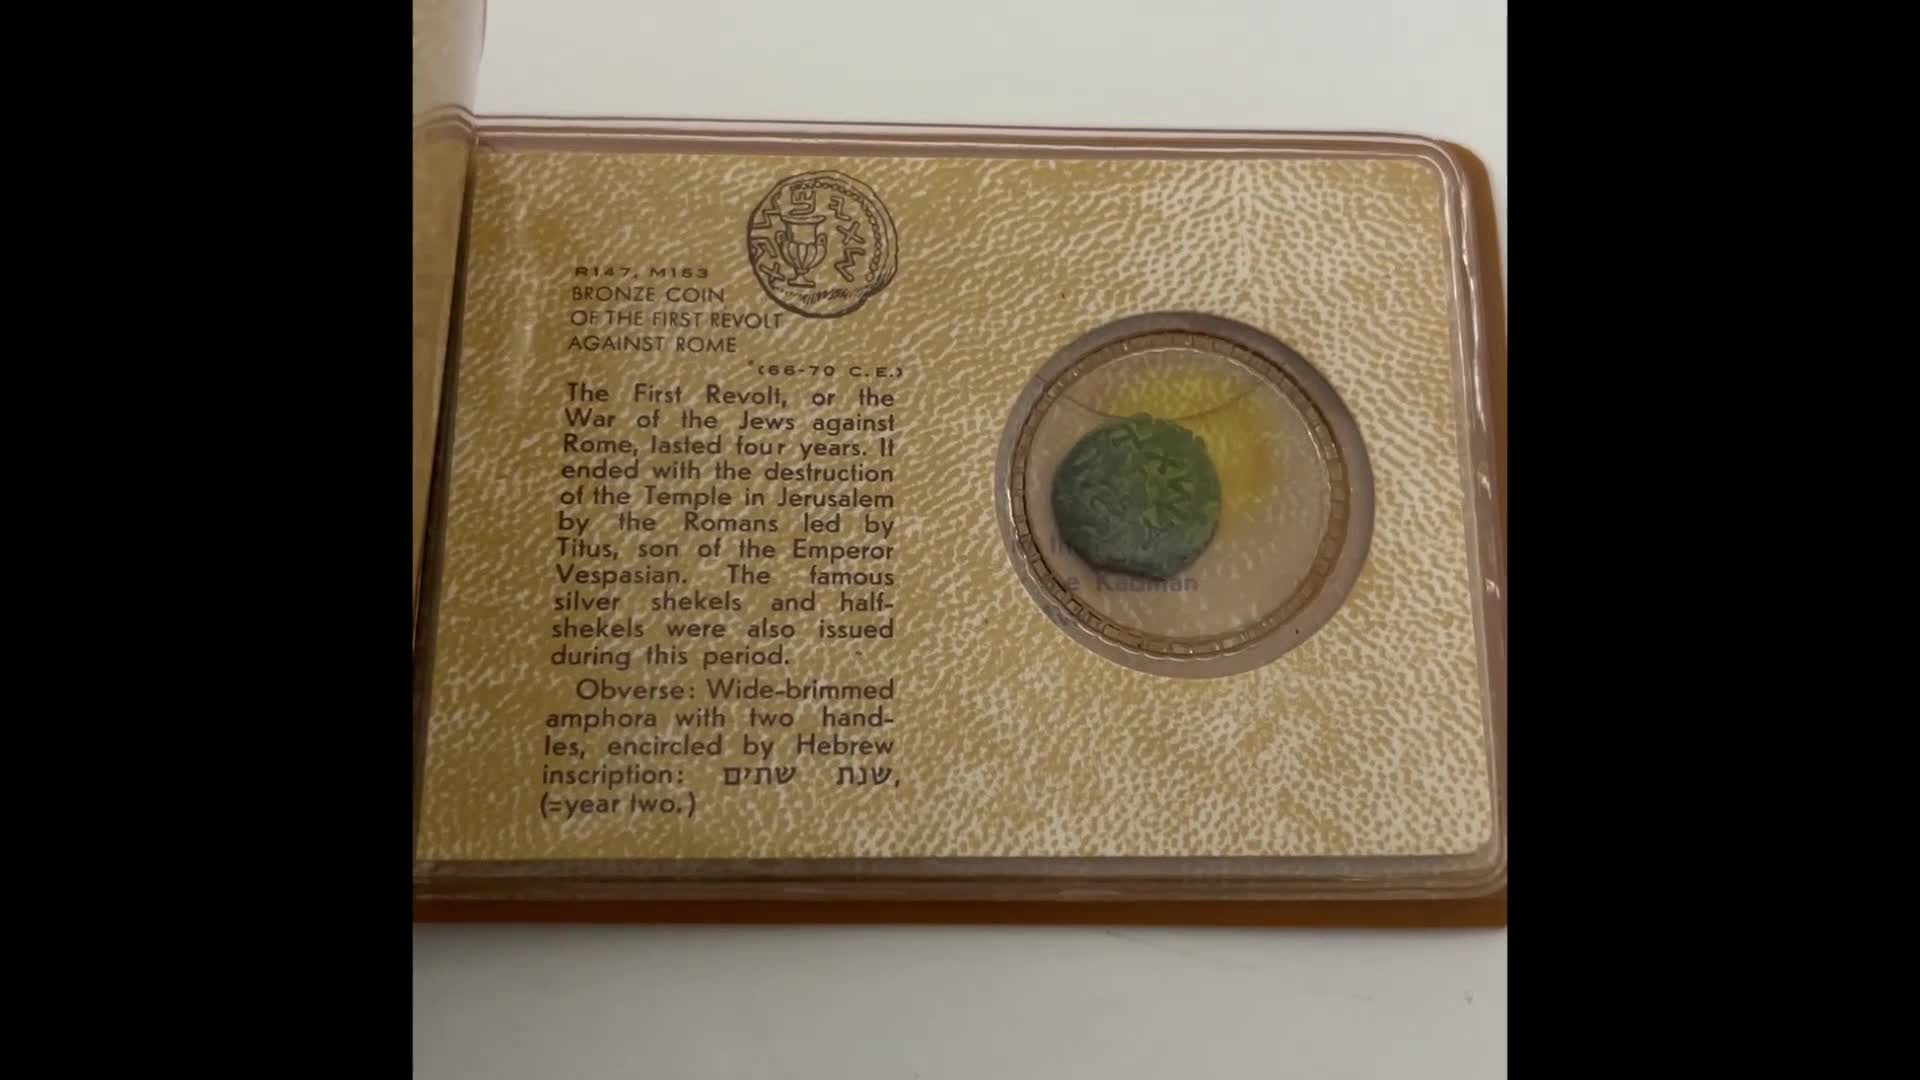 R147, M153
BRONZE COIN
OF THE FIRST REVOLT
AGAINST ROME
(66-70 C.E.)
The First Revolt, or the
War of the Jews against
Rome, lasted four years. It
ended with the destruction
of the Temple in Jerusalem
by the Romans led by
Titus, son of the Emperor
Vespasian. The famous
silver shekels and half-
shekels were also issued
during this period.
Obverse: Wide-brimmed
amphora with two hand-
les, encircled by Hebrew
inscription: שנת שתים,
(=year two.)
Kadman